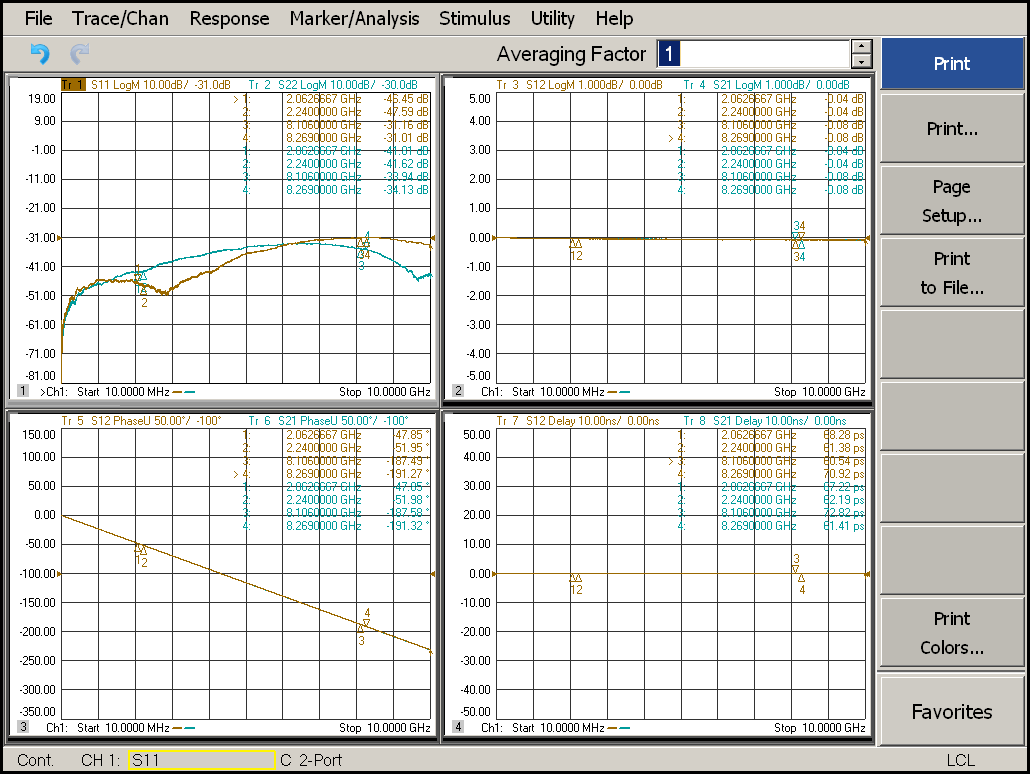 File Trace/Chan Response Marker/Analysis Stimulus Utility Help
Averaging Factor 1
Tr 1 S11 LogM 10.00dB/ -31.0dB Tr 2 S22 LogM 10.00dB/ -30.0dB
19.00
9.00
-1.00
-11.00
-21.00
-31.00
-41.00
-51.00
-61.00
-71.00
-81.00
> 1: 2.0626667 GHz -45.45 dB
2: 2.2400000 GHz -47.59 dB
3: 8.1060000 GHz -31.16 dB
4: 8.2690000 GHz -31.01 dB
1: 2.0626667 GHz -41.01 dB
2: 2.2400000 GHz -41.62 dB
3: 8.1060000 GHz -33.94 dB
4: 8.2690000 GHz -34.13 dB
1
2
4
34
3
1 >Ch1: Start 10.0000 MHz Stop 10.0000 GHz
Tr 3 S12 LogM 1.000dB/ 0.00dB Tr 4 S21 LogM 1.000dB/ 0.00dB
5.00
4.00
3.00
2.00
1.00
0.00
-1.00
-2.00
-3.00
-4.00
-5.00
1: 2.0626667 GHz -0.04 dB
2: 2.2400000 GHz -0.04 dB
3: 8.1060000 GHz -0.08 dB
> 4: 8.2690000 GHz -0.08 dB
1: 2.0626667 GHz -0.04 dB
2: 2.2400000 GHz -0.04 dB
3: 8.1060000 GHz -0.08 dB
4: 8.2690000 GHz -0.08 dB
12
34
34
2 Ch1: Start 10.0000 MHz Stop 10.0000 GHz
Tr 5 S12 PhaseU 50.00°/ -100° Tr 6 S21 PhaseU 50.00°/ -100°
150.00
100.00
50.00
0.00
-50.00
-100.00
-150.00
-200.00
-250.00
-300.00
-350.00
1: 2.0626667 GHz -47.85 °
2: 2.2400000 GHz -51.95 °
3: 8.1060000 GHz -187.49 °
> 4: 8.2690000 GHz -191.27 °
1: 2.0626667 GHz -47.05 °
2: 2.2400000 GHz -51.98 °
3: 8.1060000 GHz -187.58 °
4: 8.2690000 GHz -191.32 °
12
4
3
3 Ch1: Start 10.0000 MHz Stop 10.0000 GHz
Tr 7 S12 Delay 10.00ns/ 0.00ns Tr 8 S21 Delay 10.00ns/ 0.00ns
50.00
40.00
30.00
20.00
10.00
0.00
-10.00
-20.00
-30.00
-40.00
-50.00
1: 2.0626667 GHz 68.28 ps
2: 2.2400000 GHz 61.38 ps
> 3: 8.1060000 GHz 60.54 ps
4: 8.2690000 GHz 70.92 ps
1: 2.0626667 GHz 67.22 ps
2: 2.2400000 GHz 62.19 ps
3: 8.1060000 GHz 72.82 ps
4: 8.2690000 GHz 61.41 ps
12
3
4
4 Ch1: Start 10.0000 MHz Stop 10.0000 GHz
Print
Print...
Page
Setup...
Print
to File...
Print
Colors...
Favorites
Cont. CH 1: S11 C 2-Port LCL